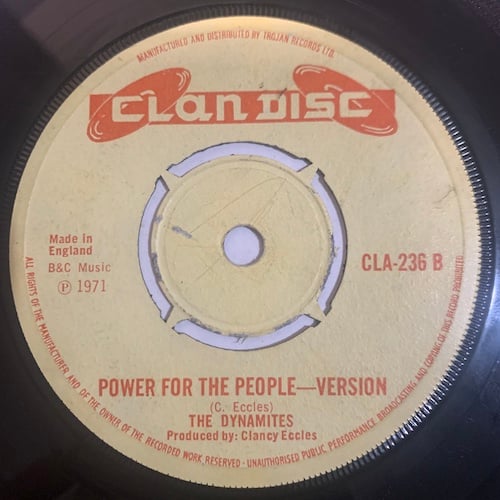 MANUFACTURED AND DISTRIBUTED BY TROJAN RECORDS LTD.
CLANDISC
Made in
England
B&C Music
Ⓟ 1971
CLA-236 B
POWER FOR THE PEOPLE—VERSION
(C. Eccles)
THE DYNAMITES
Produced by: Clancy Eccles
ALL RIGHTS OF THE MANUFACTURER AND OF THE OWNER OF THE RECORDED WORK RESERVED - UNAUTHORISED PUBLIC PERFORMANCE BROADCASTING AND COPYING OF THIS RECORD PROHIBITED